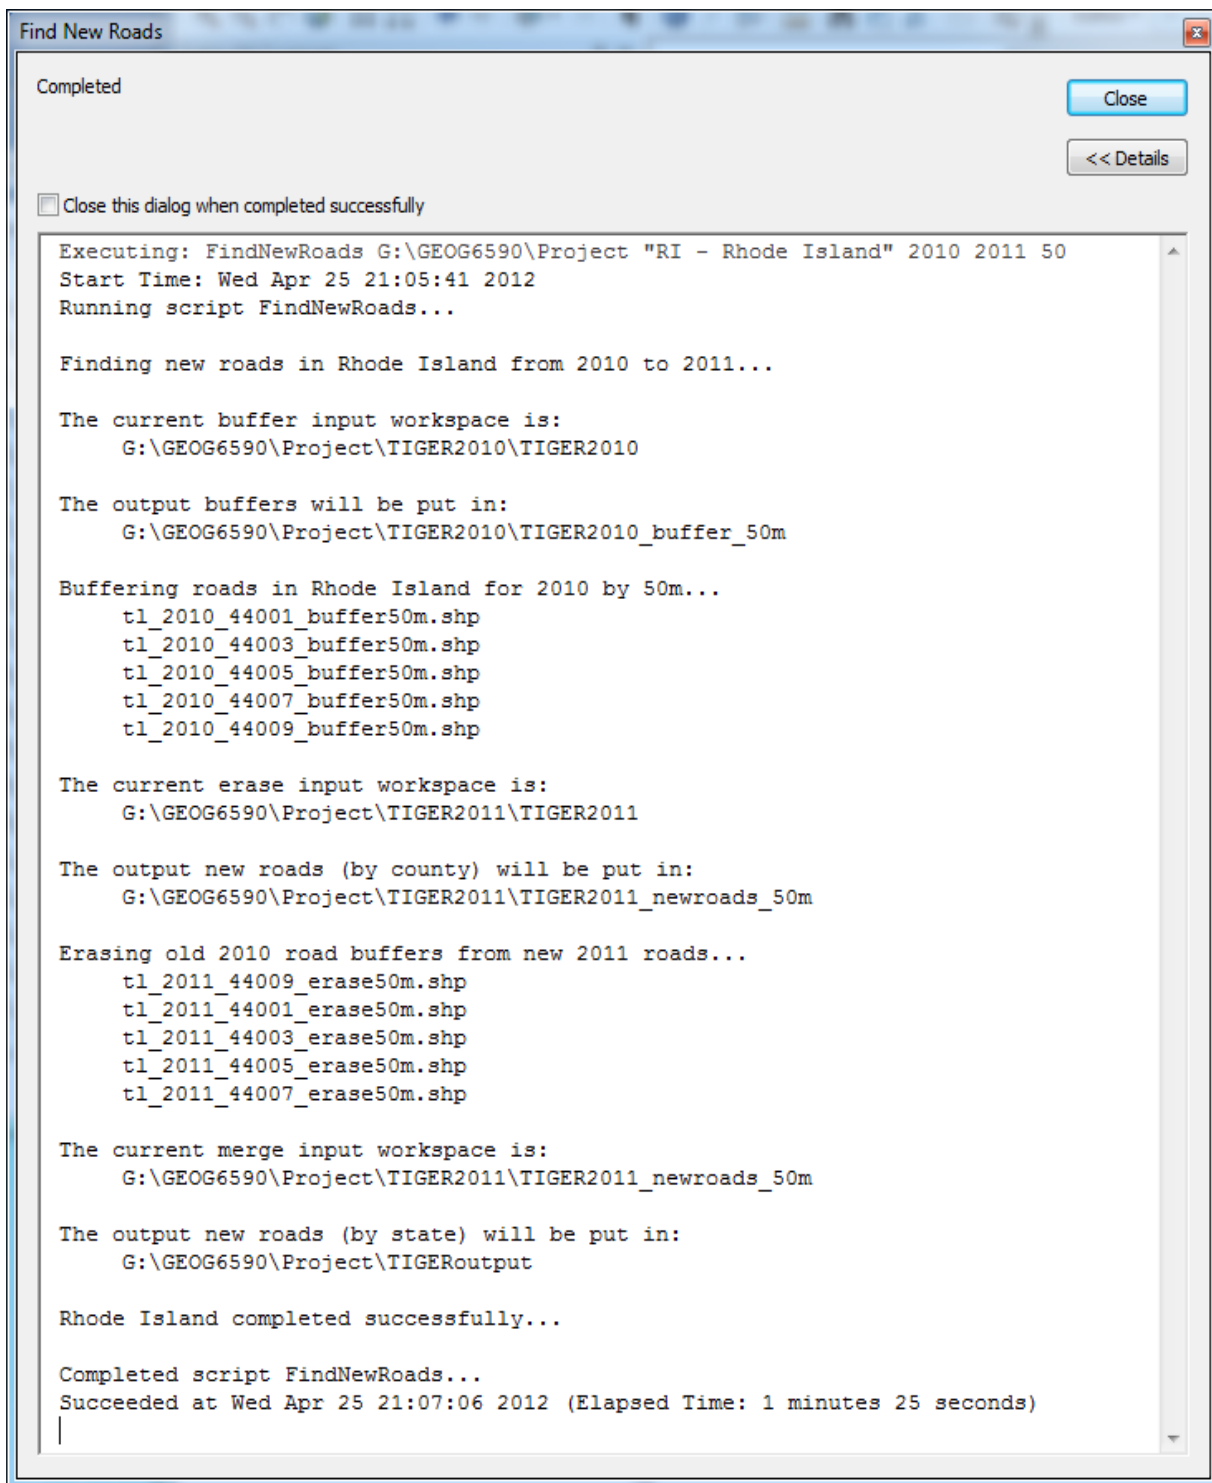 Find New Roads
Completed
Close
<< Details
Close this dialog when completed successfully
Executing: FindNewRoads G:\GEOG6590\Project "RI - Rhode Island" 2010 2011 50
Start Time: Wed Apr 25 21:05:41 2012
Running script FindNewRoads...
Finding new roads in Rhode Island from 2010 to 2011...
The current buffer input workspace is:
G:\GEOG6590\Project\TIGER2010\TIGER2010
The output buffers will be put in:
G:\GEOG6590\Project\TIGER2010\TIGER2010_buffer_50m
Buffering roads in Rhode Island for 2010 by 50m...
tl_2010_44001_buffer50m.shp
tl_2010_44003_buffer50m.shp
tl_2010_44005_buffer50m.shp
tl_2010_44007_buffer50m.shp
tl_2010_44009_buffer50m.shp
The current erase input workspace is:
G:\GEOG6590\Project\TIGER2011\TIGER2011
The output new roads (by county) will be put in:
G:\GEOG6590\Project\TIGER2011\TIGER2011_newroads_50m
Erasing old 2010 road buffers from new 2011 roads...
tl_2011_44009_erase50m.shp
tl_2011_44001_erase50m.shp
tl_2011_44003_erase50m.shp
tl_2011_44005_erase50m.shp
tl_2011_44007_erase50m.shp
The current merge input workspace is:
G:\GEOG6590\Project\TIGER2011\TIGER2011_newroads_50m
The output new roads (by state) will be put in:
G:\GEOG6590\Project\TIGERoutput
Rhode Island completed successfully...
Completed script FindNewRoads...
Succeeded at Wed Apr 25 21:07:06 2012 (Elapsed Time: 1 minutes 25 seconds)